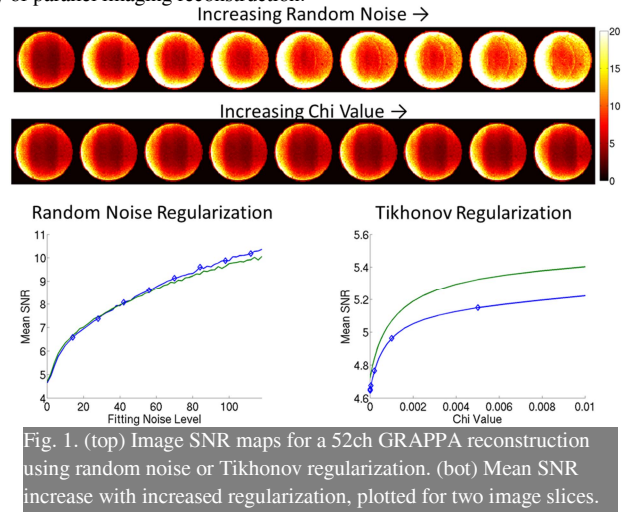 of parallel imaging reconstruction.
Increasing Random Noise →
20
15
10
5
0
Increasing Chi Value →
Random Noise Regularization
Tikhonov Regularization
11
10
9
8
7
6
5
4
Mean SNR
0 20 40 60 80 100
Fitting Noise Level
5.6
5.4
5.2
5
4.8
4.6
Mean SNR
0 0.002 0.004 0.006 0.008 0.01
Chi Value
Fig. 1. (top) Image SNR maps for a 52ch GRAPPA reconstruction
using random noise or Tikhonov regularization. (bot) Mean SNR
increase with increased regularization, plotted for two image slices.